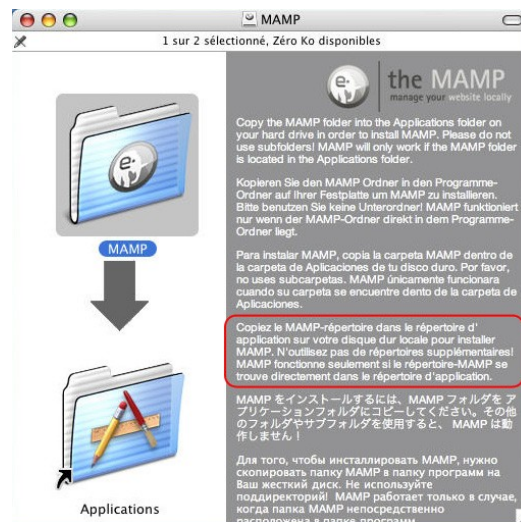 MAMP
1 sur 2 sélectionné, Zéro Ko disponibles
e.
the MAMP
manage your website locally
Copy the MAMP folder into the Applications folder on
your hard drive in order to install MAMP. Please do not
use subfolders! MAMP will only work if the MAMP folder
is located in the Applications folder.
Kopieren Sie den MAMP Ordner in den Programme-
Ordner auf Ihrer Festplatte um MAMP zu installieren.
Bitte benutzen Sie keine Unterordner! MAMP funktioniert
nur wenn der MAMP-Ordner direkt in dem Programme-
Ordner liegt.
Para instalar MAMP, copia la carpeta MAMP dentro de
la carpeta de Aplicaciones de tu disco duro. Por favor,
no uses subcarpetas. MAMP únicamente funcionara
cuando su carpeta se encuentre dento de la carpeta de
Aplicaciones.
Copiez le MAMP-répertoire dans le répertoire d'
application sur votre disque dur locale pour installer
MAMP. N'outilisez pas de répertoires supplémentaires!
MAMP fonctionne seulement si le répertoire-MAMP se
trouve directement dans le répertoire d'application.
MAMP をインストールするには、MAMP フォルダを ア
プリケーションフォルダにコピーしてください。その他
のフォルダやサブフォルダを使用すると、 MAMP は動
作しません！
Для того, чтобы инсталлировать MAMP, нужно
скопировать папку MAMP в папку программ на
Ваш жесткий диск. Не используйте
поддиректорий! MAMP работает только в случае,
когда папка MAMP непосредственно
расположена в папке программ.
e.
MAMP
Applications